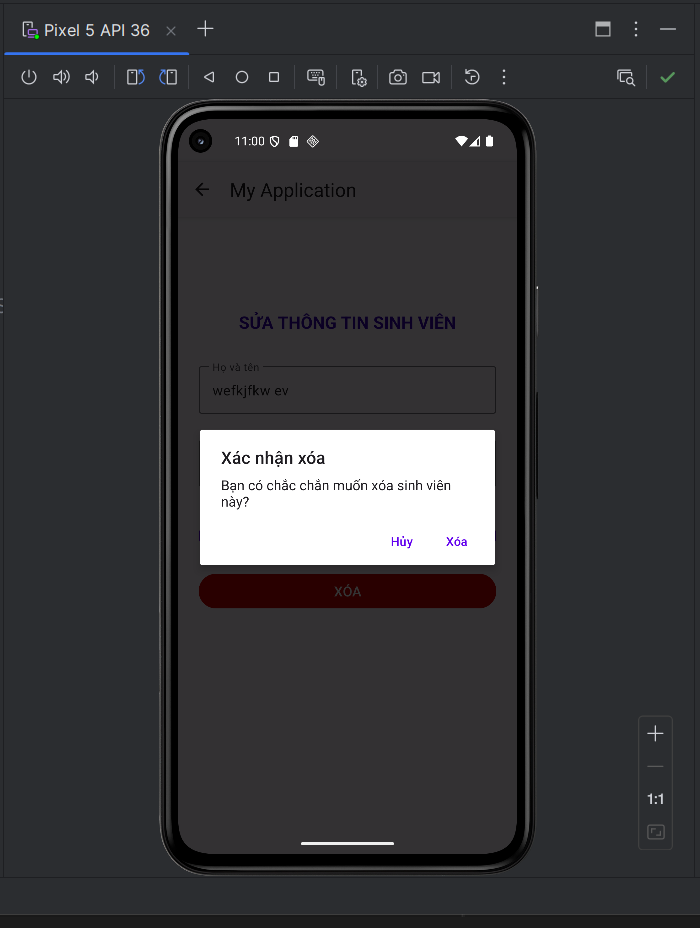 Pixel 5 API 36
11:00
My Application
SỬA THÔNG TIN SINH VIÊN
Họ và tên
wefkjfkw ev
Xác nhận xóa
Bạn có chắc chắn muốn xóa sinh viên
này?
Hủy Xóa
XÓA
1:1